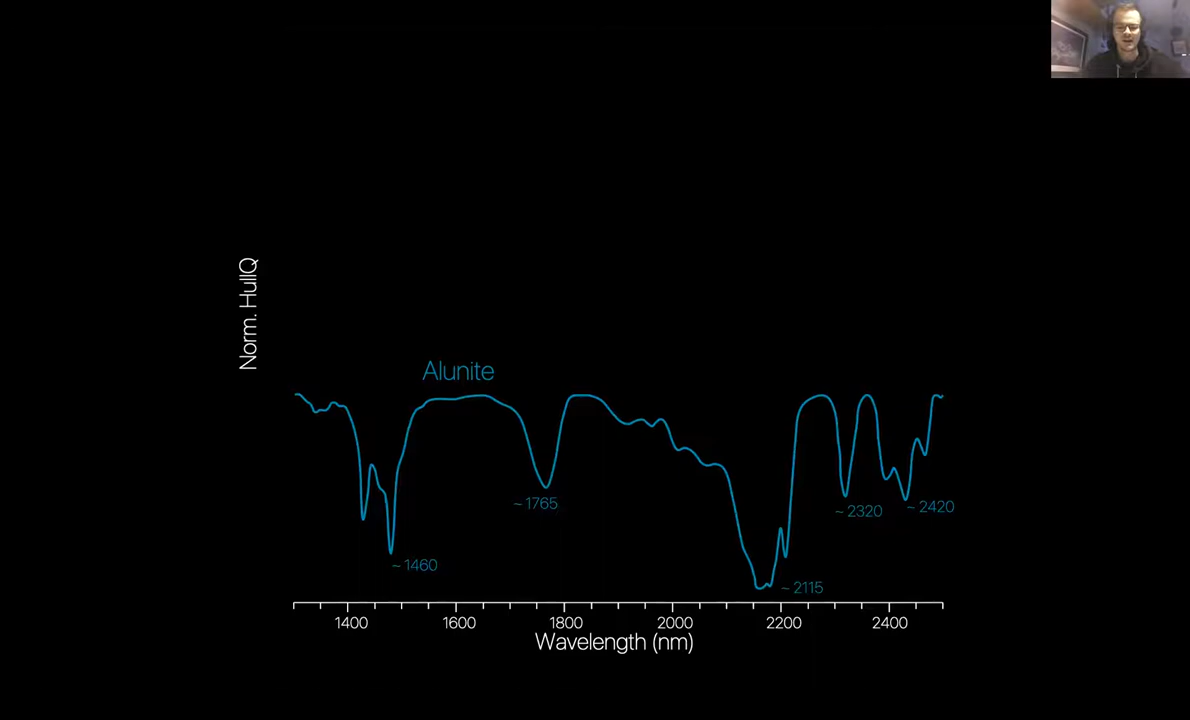 Norm. HullQ
Alunite
~ 1765
~ 2320
~ 2420
~ 1460
~ 2115
1400 1600 1800 2000 2200 2400
Wavelength (nm)